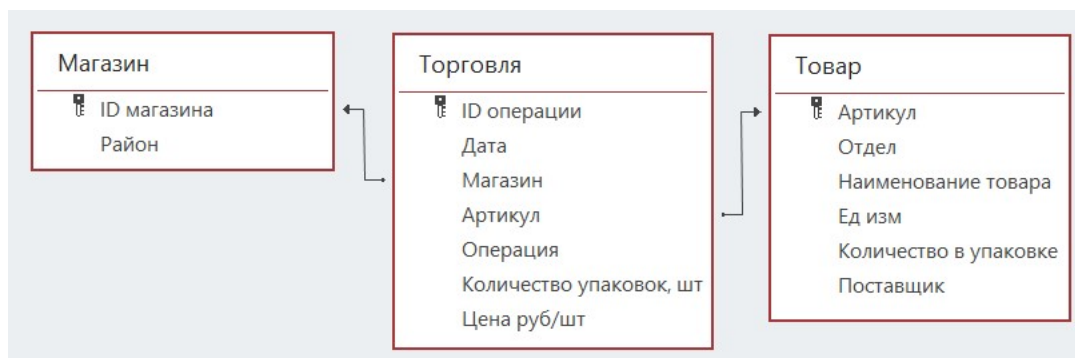 Магазин
ID магазина
Район
Торговля
ID операции
Дата
Магазин
Артикул
Операция
Количество упаковок, шт
Цена руб/шт
Товар
Артикул
Отдел
Наименование товара
Ед изм
Количество в упаковке
Поставщик